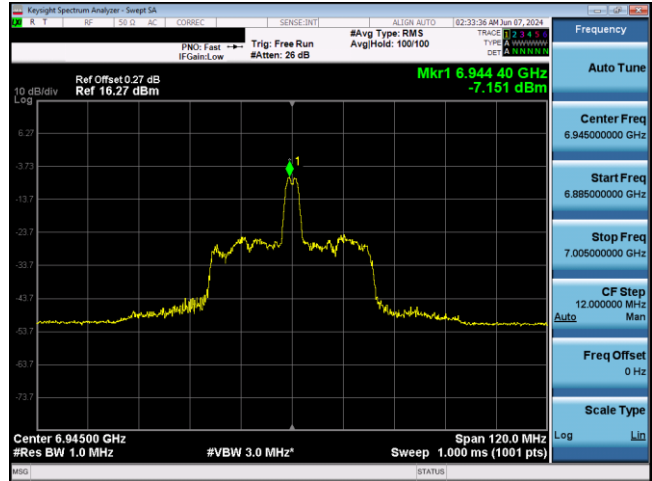 Keysight Spectrum Analyzer - Swept SA
R T RF 50 Ω AC CORREC SENSE:INT ALIGN AUTO 02:33:36 AM Jun 07, 2024
PNO: Fast
IFGain:Low
Trig: Free Run
#Atten: 26 dB
#Avg Type: RMS
Avg|Hold: 100/100
TRACE 1 2 3 4 5 6
TYPE A WWWWW
DET A N N N N N
Frequency
Auto Tune
Center Freq
6.945000000 GHz
Start Freq
6.885000000 GHz
Stop Freq
7.005000000 GHz
CF Step
12.000000 MHz
Auto Man
Freq Offset
0 Hz
Scale Type
Log Lin
Mkr1 6.944 40 GHz
-7.151 dBm
Ref Offset 0.27 dB
10 dB/div Ref 16.27 dBm
Log
1
6.27
-3.73
-13.7
-23.7
-33.7
-43.7
-53.7
-63.7
-73.7
Center 6.94500 GHz Span 120.0 MHz
#Res BW 1.0 MHz #VBW 3.0 MHz* Sweep 1.000 ms (1001 pts)
MSG STATUS